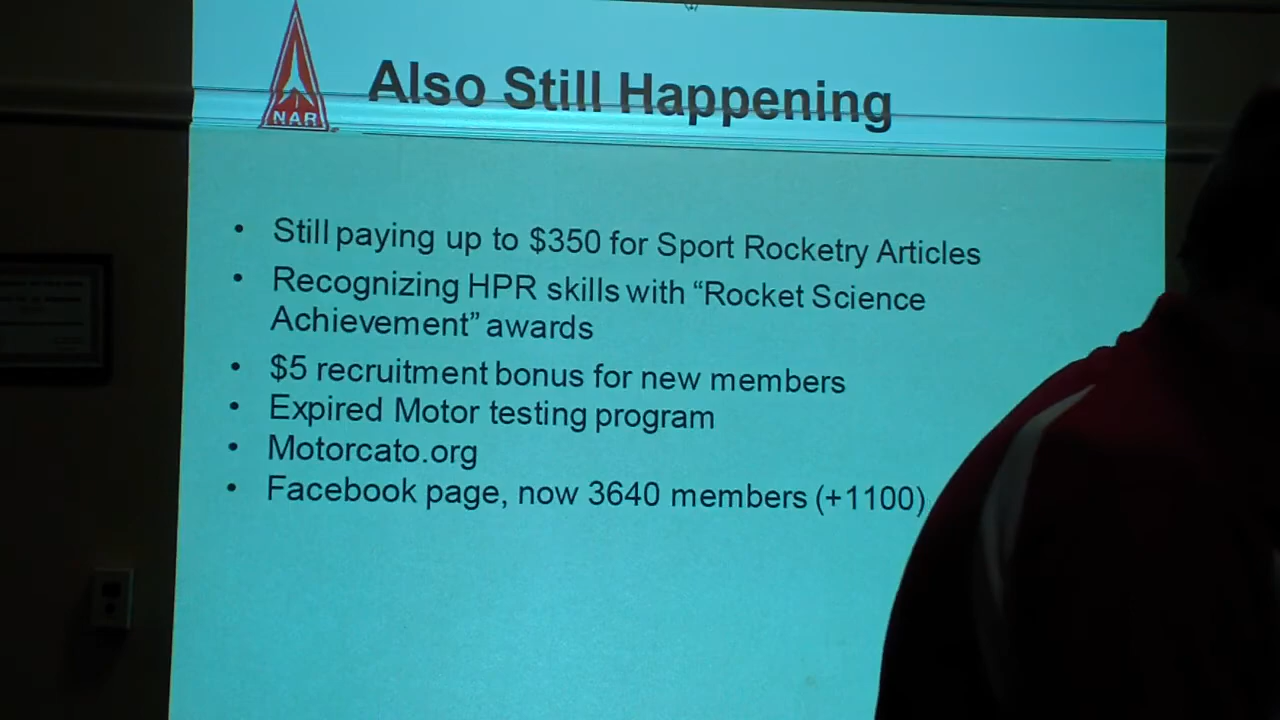 NAR
Also Still Happening
• Still paying up to $350 for Sport Rocketry Articles
• Recognizing HPR skills with “Rocket Science
Achievement” awards
• $5 recruitment bonus for new members
• Expired Motor testing program
• Motorcato.org
• Facebook page, now 3640 members (+1100)